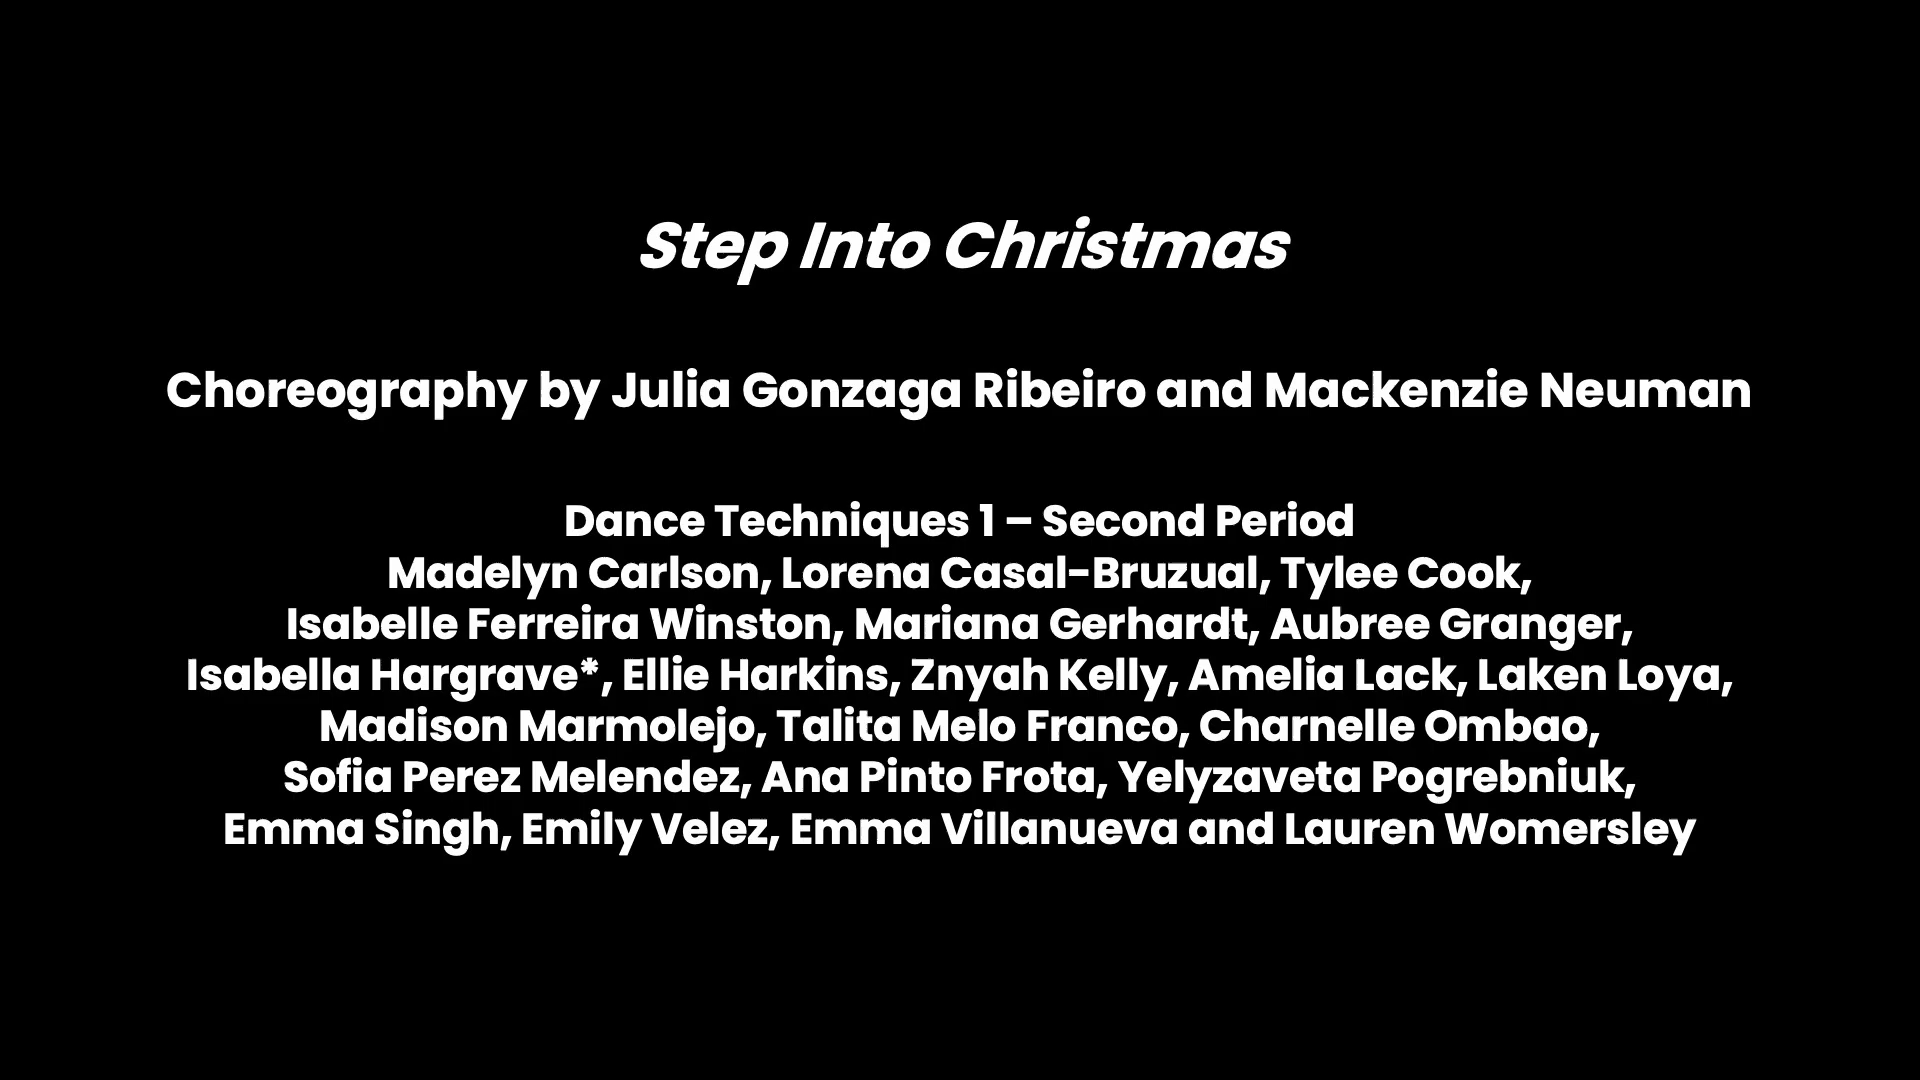 Step Into Christmas
Choreography by Julia Gonzaga Ribeiro and Mackenzie Neuman
Dance Techniques 1 – Second Period
Madelyn Carlson, Lorena Casal-Bruzual, Tylee Cook,
Isabelle Ferreira Winston, Mariana Gerhardt, Aubree Granger,
Isabella Hargrave*, Ellie Harkins, Znyah Kelly, Amelia Lack, Laken Loya,
Madison Marmolejo, Talita Melo Franco, Charnelle Ombao,
Sofia Perez Melendez, Ana Pinto Frota, Yelyzaveta Pogrebniuk,
Emma Singh, Emily Velez, Emma Villanueva and Lauren Womersley